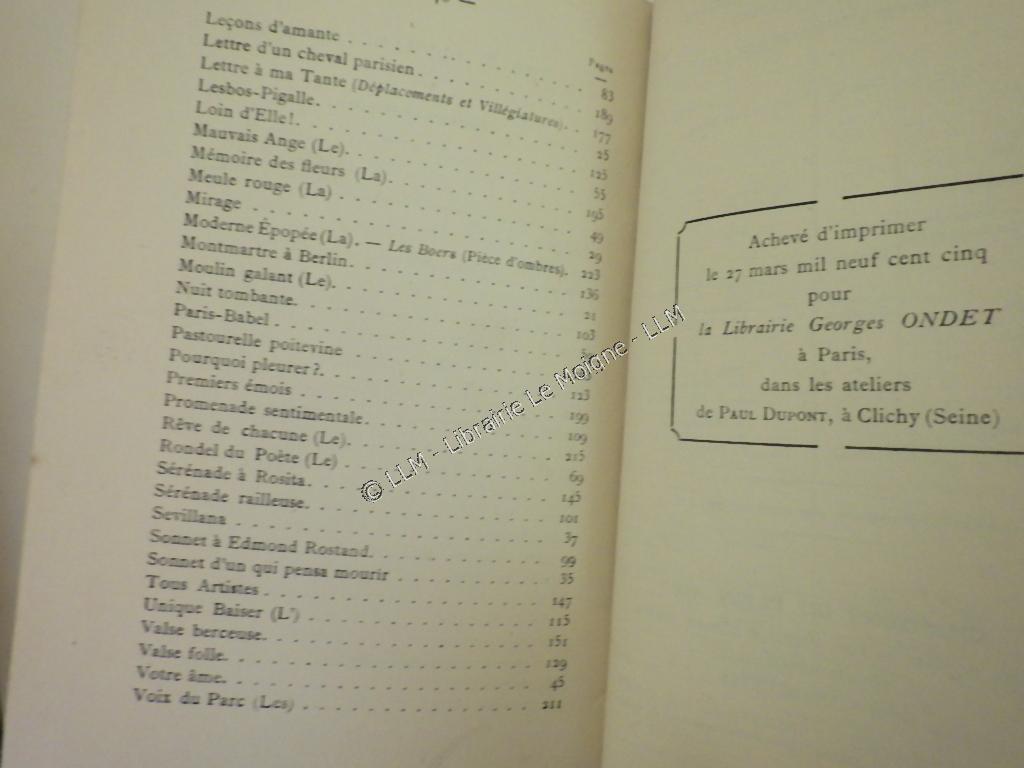 Pages
Leçons d'amante . . . 83
Lettre d'un cheval parisien . . . 189
Lettre à ma Tante (Déplacements et Villégiatures). . . 177
Lesbos-Pigalle. . . 25
Loin d'Elle!. . . 125
Mauvais Ange (Le). . . 55
Mémoire des fleurs (La). . . 195
Meule rouge (La) . . . 49
Mirage . . . 29
Moderne Épopée (La). — Les Boers (Pièce d'ombres). 223
Montmartre à Berlin. . . 136
Moulin galant (Le). . . 21
Nuit tombante. . . 103
Paris-Babel . . .
Pastourelle poitevine . . .
Pourquoi pleurer?. . . 123
Premiers émois . . . 199
Promenade sentimentale. . . 109
Rêve de chacune (Le). . . 215
Rondel du Poète (Le) . . . 69
Sérénade à Rosita. . . 145
Sérénade railleuse. . . 101
Sevillana . . . 37
Sonnet à Edmond Rostand. . . 99
Sonnet d'un qui pensa mourir . . . 35
Tous Artistes . . . 147
Unique Baiser (L') . . . 115
Valse berceuse. . . 151
Valse folle. . . 129
Votre âme. . . 45
Voix du Parc (Les) . . . 211
Achevé d'imprimer
le 27 mars mil neuf cent cinq
pour
la Librairie Georges ONDET
à Paris,
dans les ateliers
de PAUL DUPONT, à Clichy (Seine)
© LLM - Librairie Le Moigne - LLM